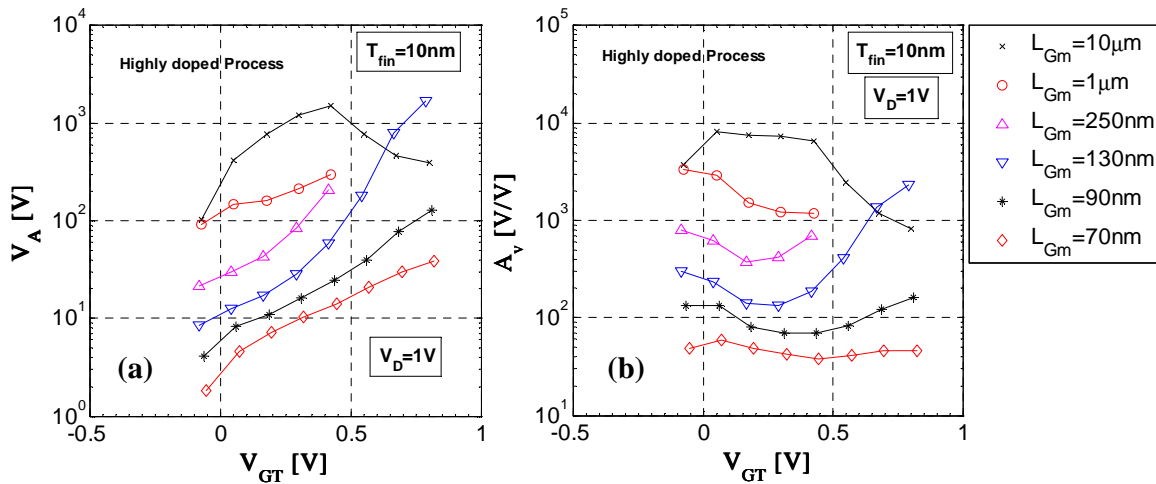 Highly doped Process
T_fin=10nm
V_A [V]
10^4
10^3
10^2
10^1
10^0
(a)
V_D=1V
-0.5 0 0.5 1
V_GT [V]
Highly doped Process
T_fin=10nm
V_D=1V
A_v [V/V]
10^5
10^4
10^3
10^2
10^1
(b)
-0.5 0 0.5 1
V_GT [V]
L_Gm=10μm
L_Gm=1μm
L_Gm=250nm
L_Gm=130nm
L_Gm=90nm
L_Gm=70nm